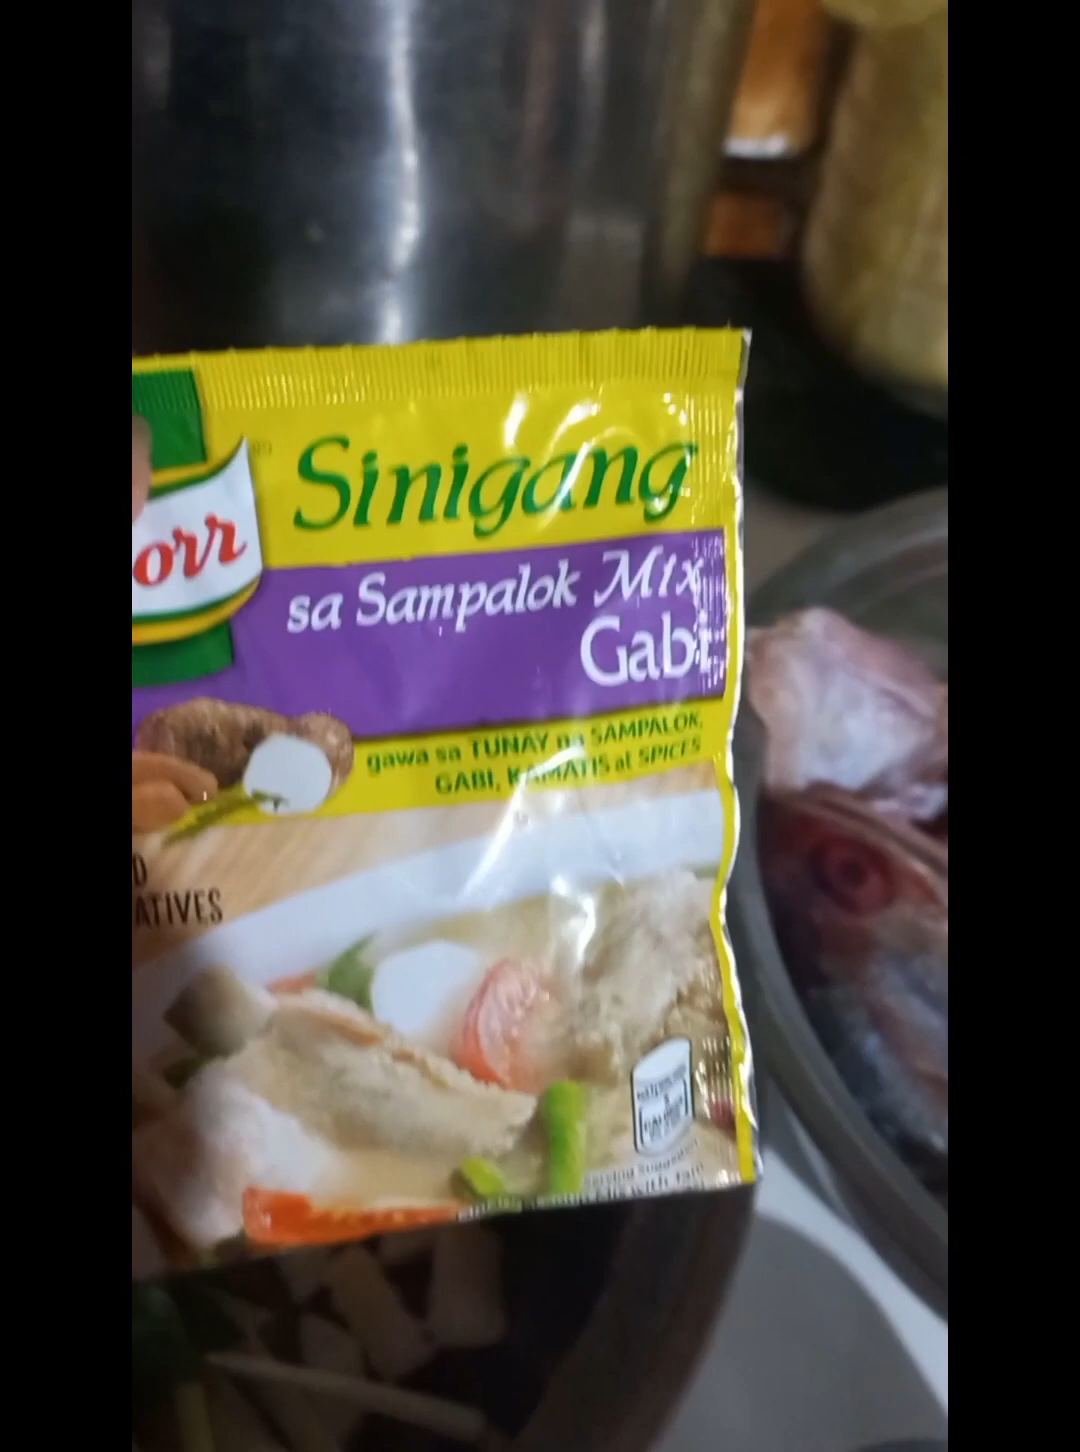 orr
Sinigang
sa Sampalok Mix
Gabi
gawa sa TUNAY na SAMPALOK,
GABI, KAMATIS at SPICES
ATIVES